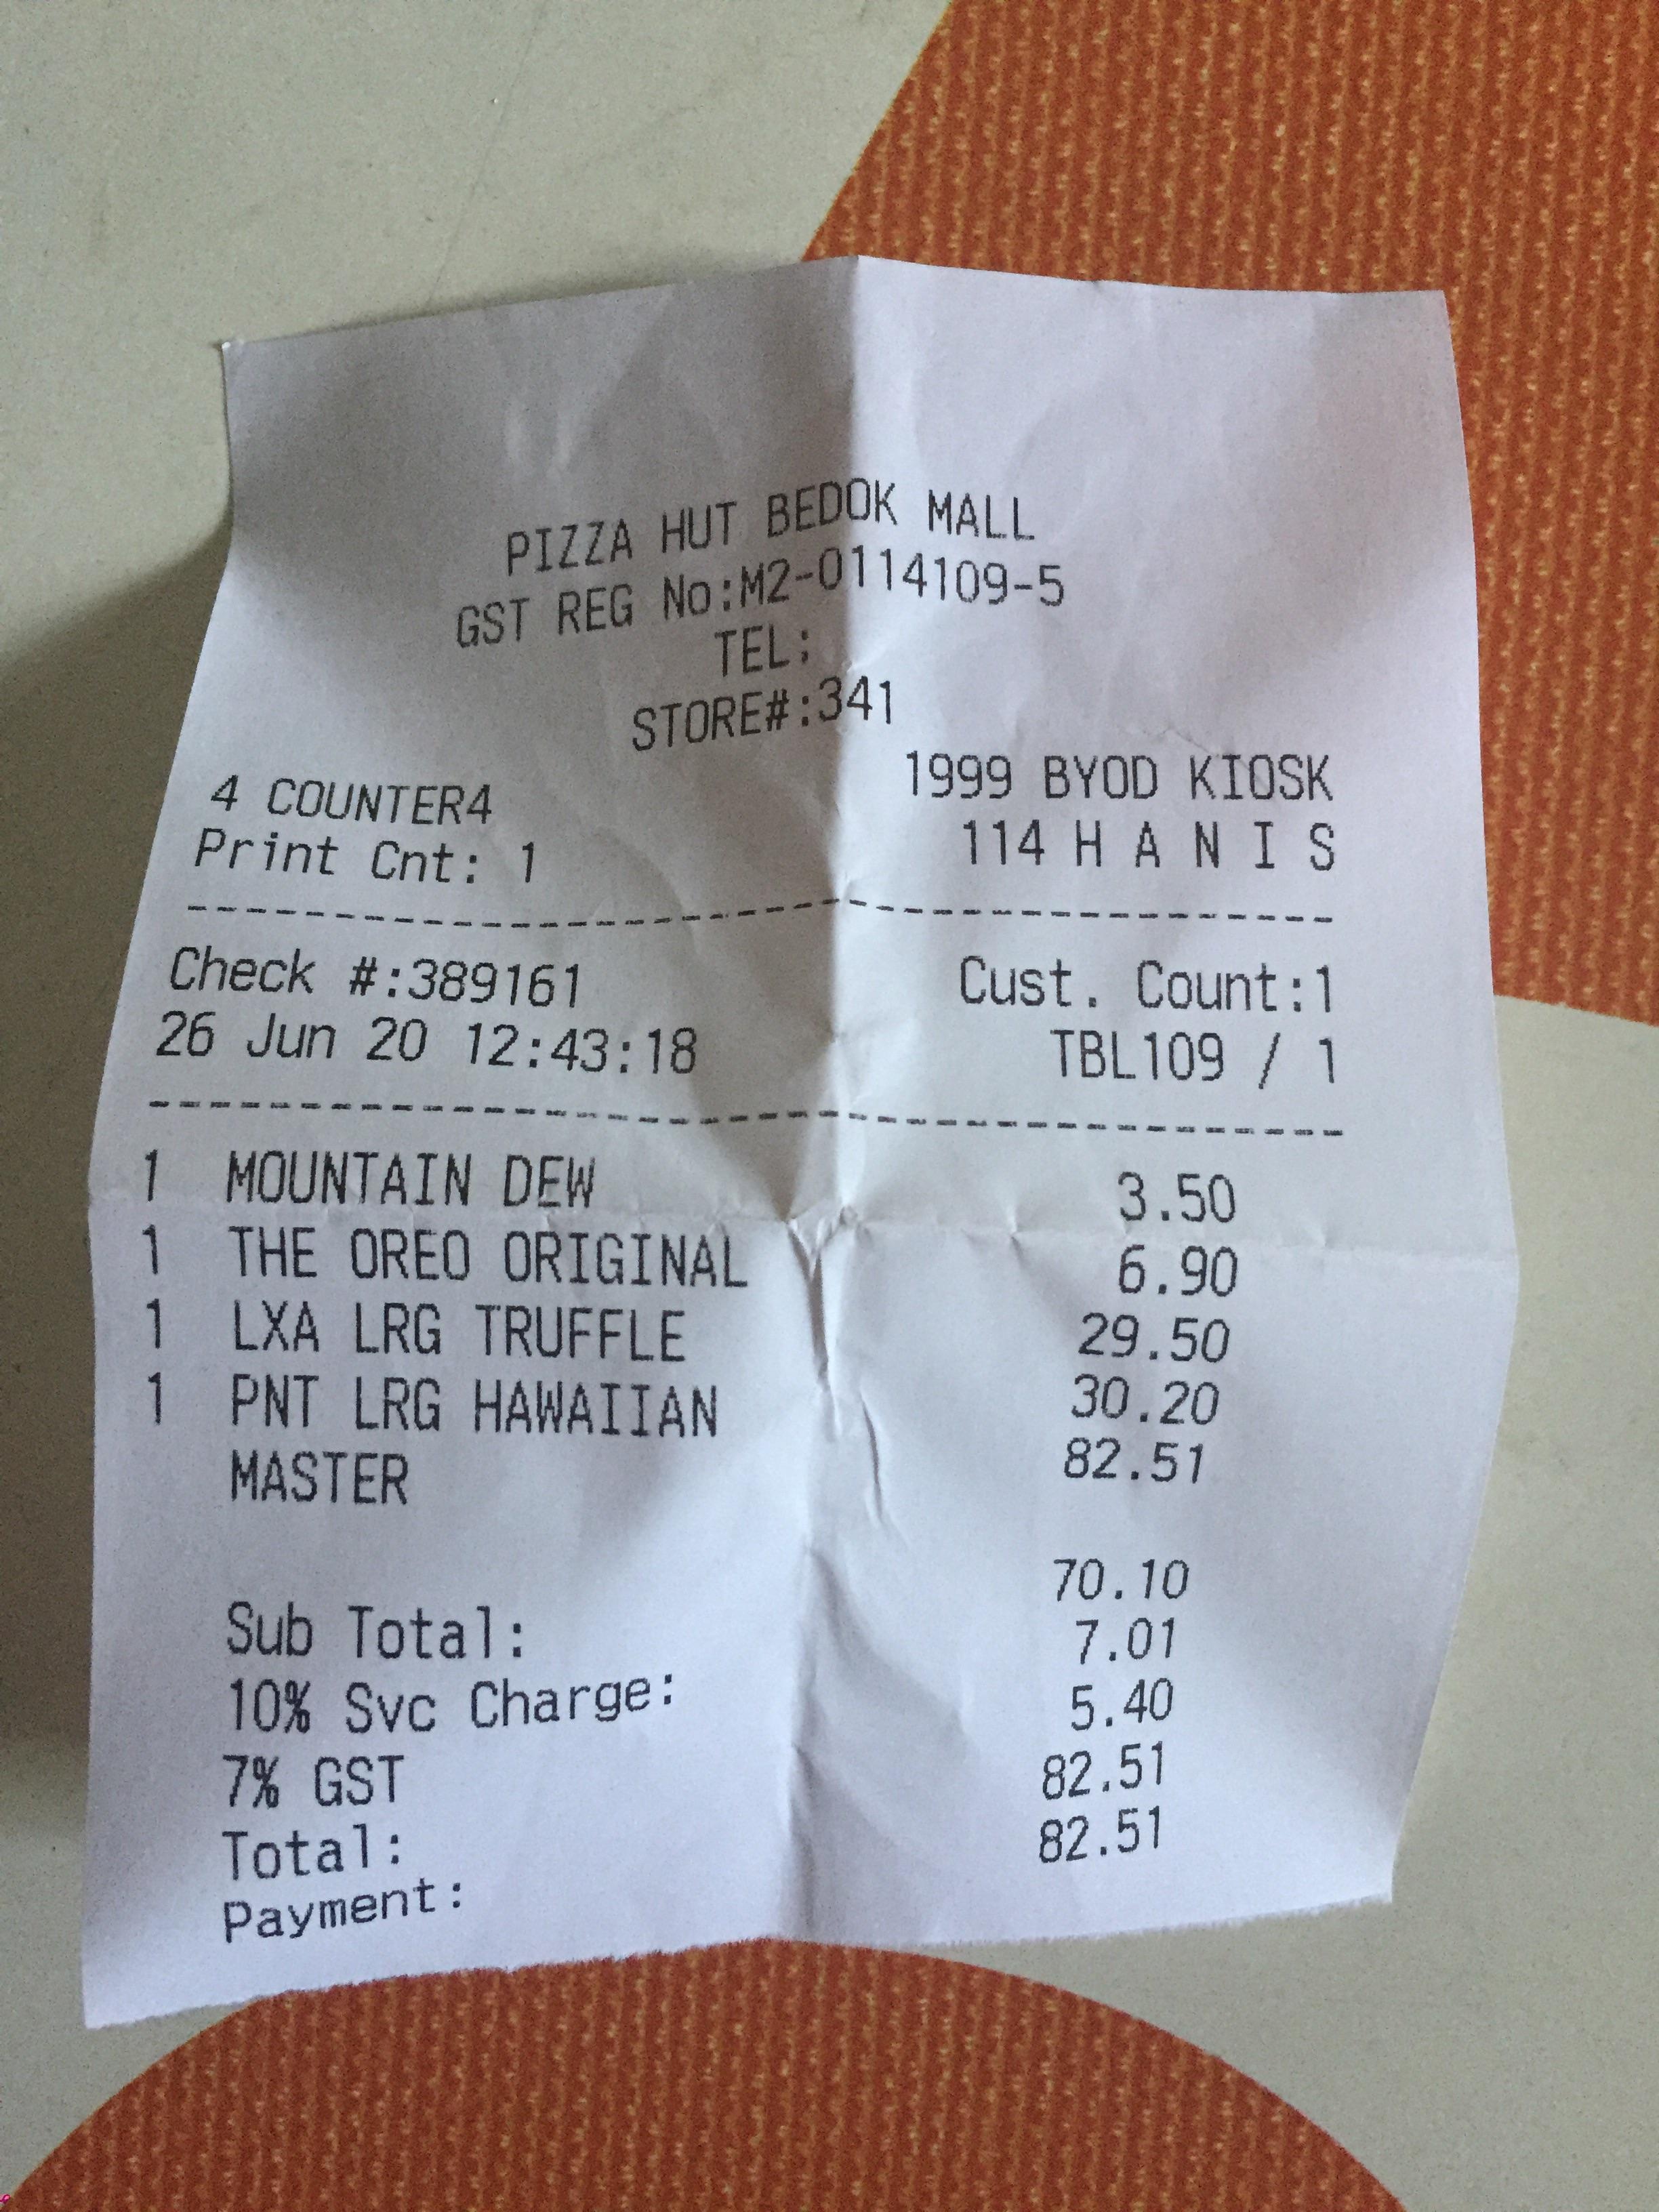 PIZZA HUT BEDOK MALL
GST REG No:M2-0114109-5
TEL:
STORE#:341
4 COUNTER4 1999 BYOD KIOSK
Print Cnt: 1 114 H A N I S
Check #:389161 Cust. Count:1
26 Jun 20 12:43:18 TBL109 / 1
1 MOUNTAIN DEW 3.50
1 THE OREO ORIGINAL 6.90
1 LXA LRG TRUFFLE 29.50
1 PNT LRG HAWAIIAN 30.20
MASTER 82.51
Sub Total: 70.10
10% Svc Charge: 7.01
7% GST 5.40
Total: 82.51
Payment: 82.51